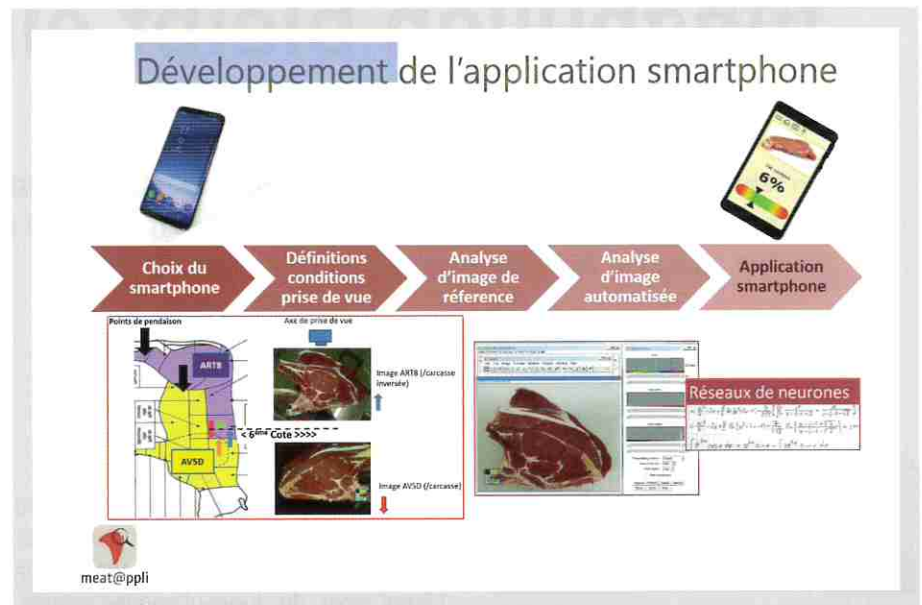 Développement de l'application smartphone
6%
Choix du
smartphone
Définitions
conditions
prise de vue
Analyse
d'image de
réference
Analyse
d'image
automatisée
Application
smartphone
Points de pendaison
Axe de prise de vue
ART8
Image ART8 (/carcasse
inversée)
< 6ème Cote >>>>
AVSD
Image AVSD (/carcasse)
Réseaux de neurones
meat@ppli